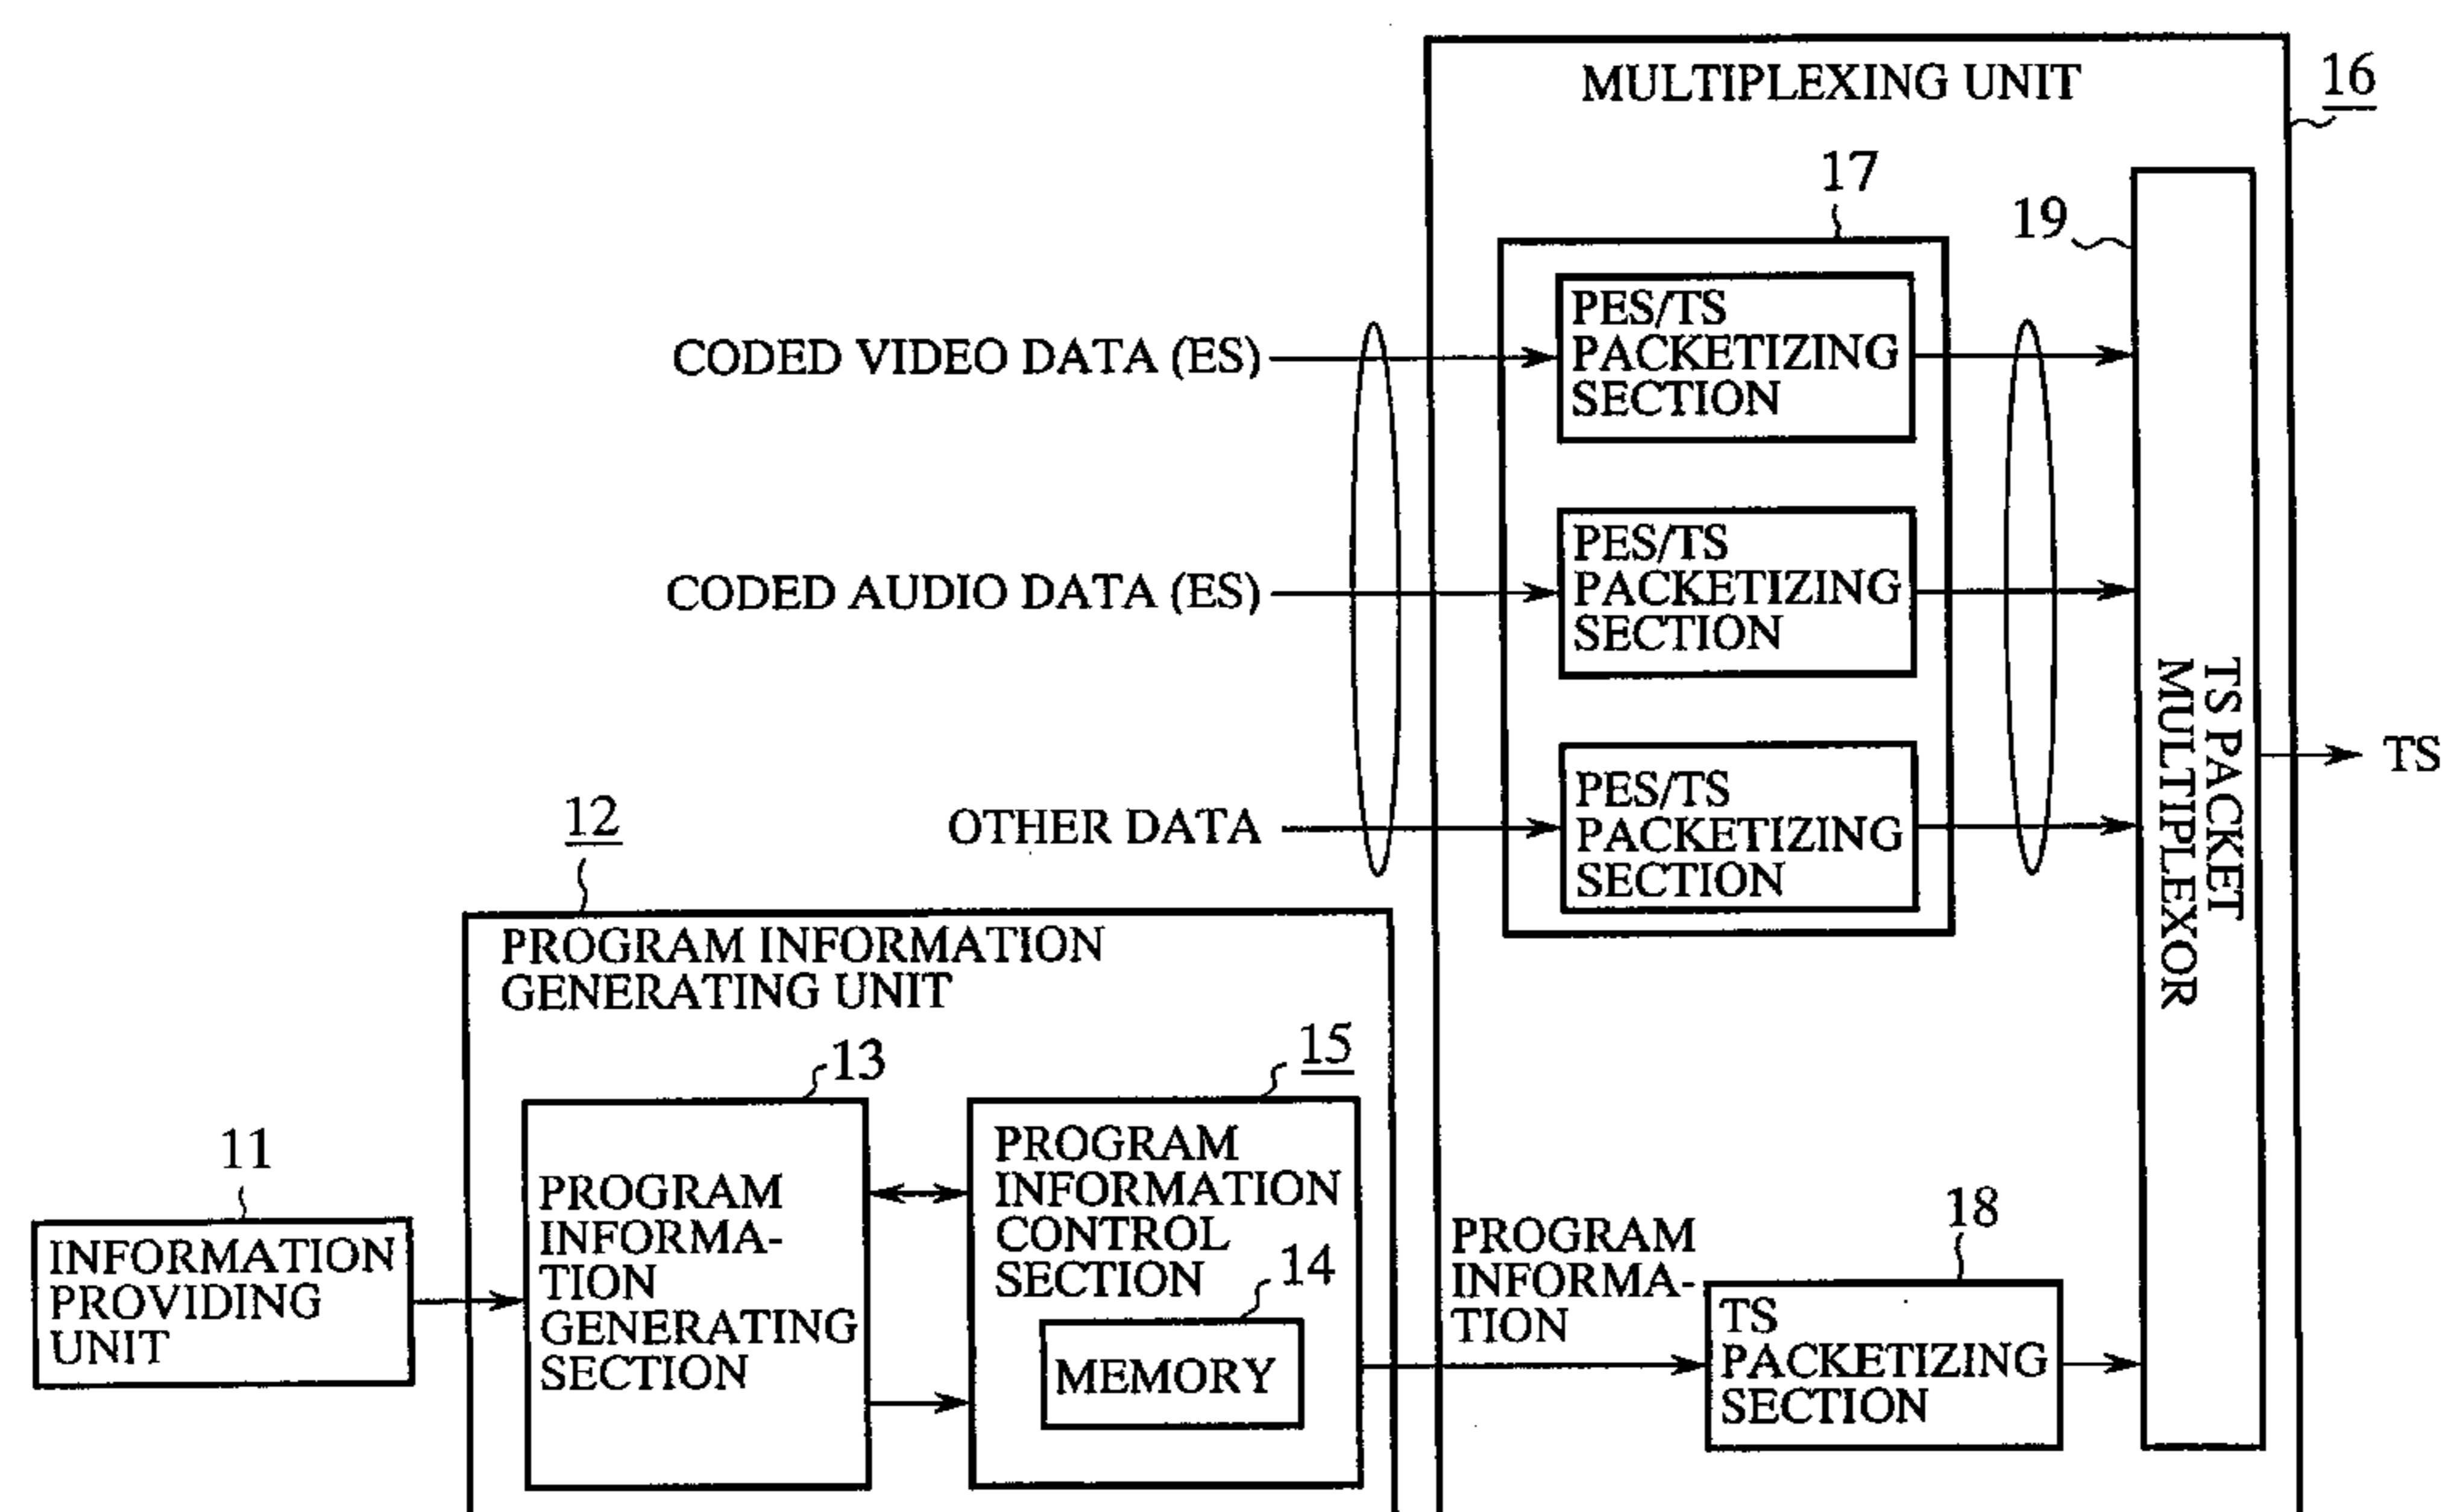 MULTIPLEXING UNIT
16
17
19
PES/TS
PACKETIZING
SECTION
CODED VIDEO DATA (ES)
PES/TS
PACKETIZING
SECTION
CODED AUDIO DATA (ES)
PES/TS
PACKETIZING
SECTION
OTHER DATA
TS PACKET
MULTIPLEXOR
TS
12
PROGRAM INFORMATION
GENERATING UNIT
13
15
11
INFORMATION
PROVIDING
UNIT
PROGRAM
INFORMA-
TION
GENERATING
SECTION
PROGRAM
INFORMATION
CONTROL
SECTION
14
MEMORY
PROGRAM
INFORMA-
TION
18
TS
PACKETIZING
SECTION